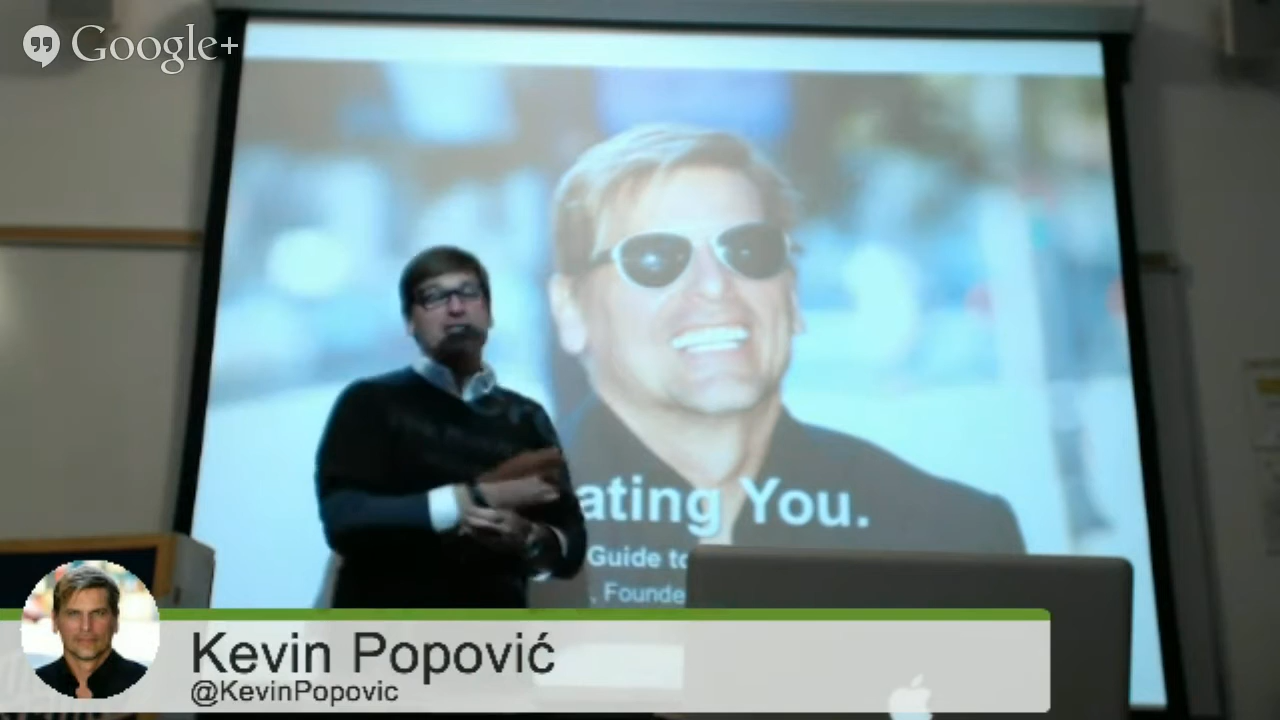 Google+
ating You.
Guide to
, Founde
Kevin Popović
@KevinPopovic